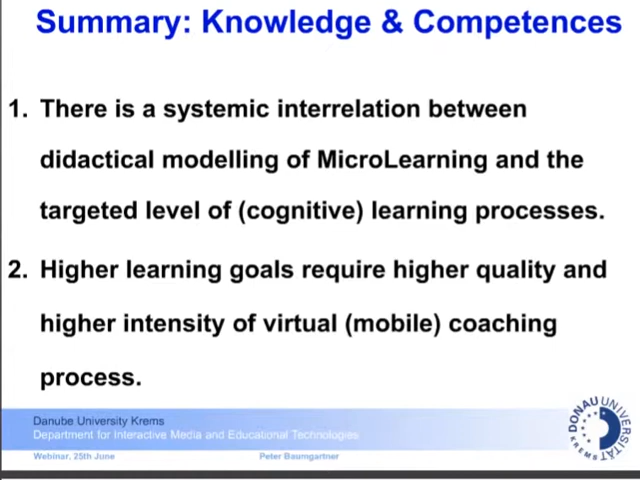 Summary: Knowledge & Competences
1. There is a systemic interrelation between
didactical modelling of MicroLearning and the
targeted level of (cognitive) learning processes.
2. Higher learning goals require higher quality and
higher intensity of virtual (mobile) coaching
process.
Danube University Krems
Department for Interactive Media and Educational Technologies
Webinar, 25th June Peter Baumgartner
DONAU UNIVERSITÄT
KREMS